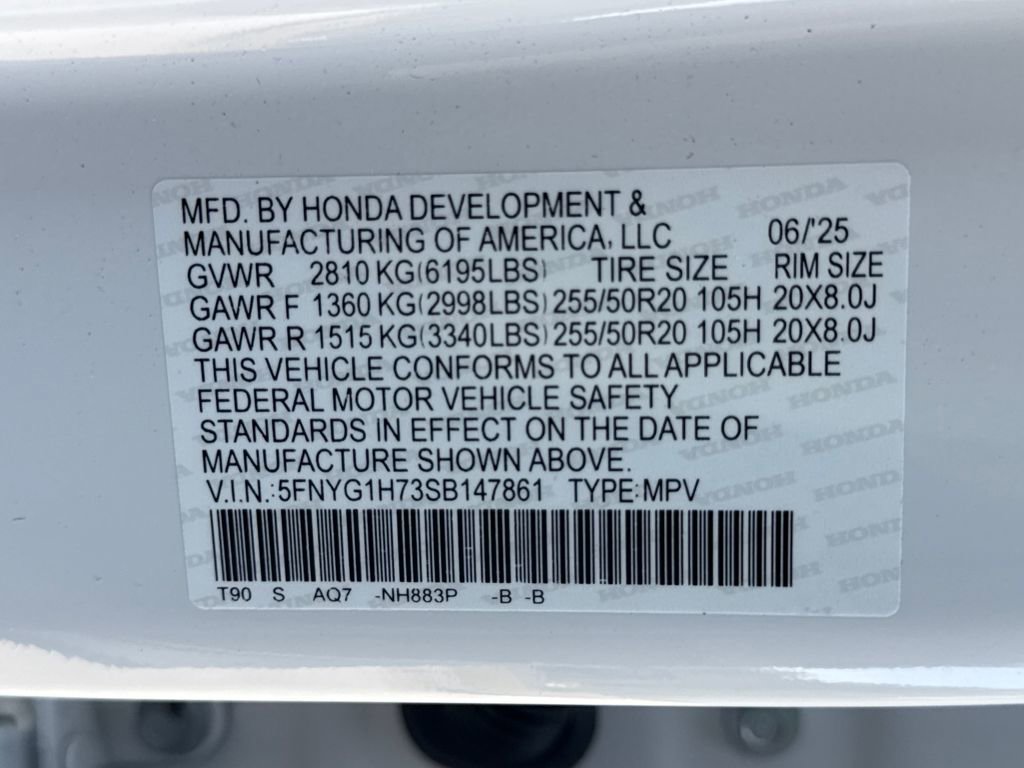 MFD. BY HONDA DEVELOPMENT &
MANUFACTURING OF AMERICA, LLC 06/'25
GVWR 2810 KG(6195LBS) TIRE SIZE RIM SIZE
GAWR F 1360 KG(2998LBS) 255/50R20 105H 20X8.0J
GAWR R 1515 KG(3340LBS) 255/50R20 105H 20X8.0J
THIS VEHICLE CONFORMS TO ALL APPLICABLE
FEDERAL MOTOR VEHICLE SAFETY
STANDARDS IN EFFECT ON THE DATE OF
MANUFACTURE SHOWN ABOVE.
V.I.N.:5FNYG1H73SB147861 TYPE:MPV
T90 S AQ7 -NH883P -B -B